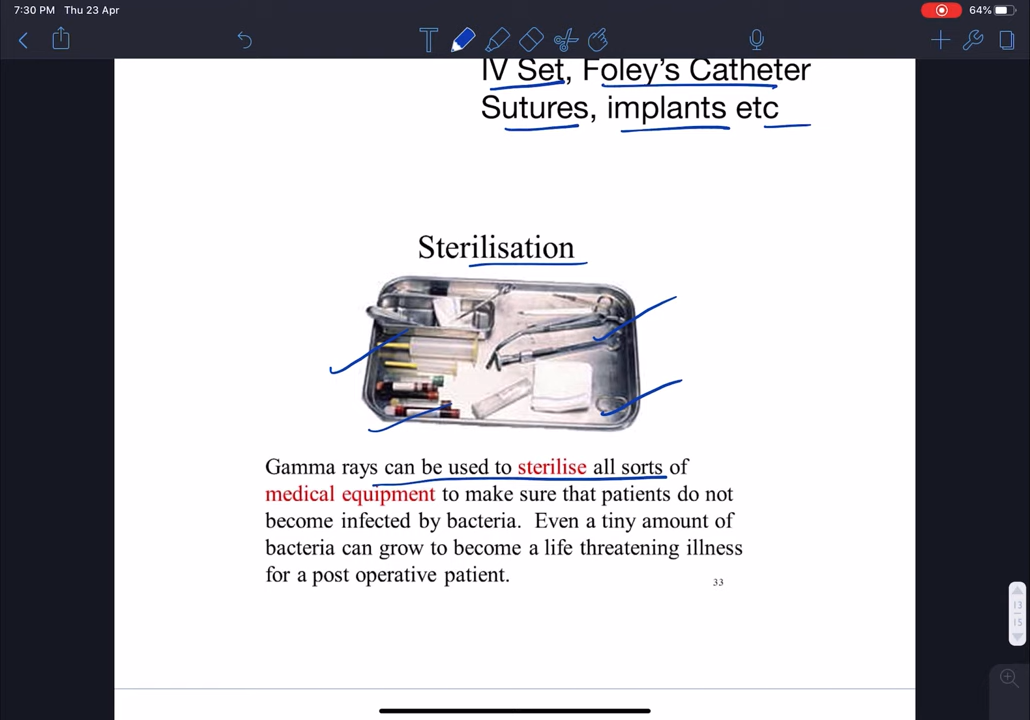 7:30 PM Thu 23 Apr
64%
IV Set, Foley's Catheter
Sutures, implants etc
Sterilisation
Gamma rays can be used to sterilise all sorts of
medical equipment to make sure that patients do not
become infected by bacteria. Even a tiny amount of
bacteria can grow to become a life threatening illness
for a post operative patient.
33
13
15